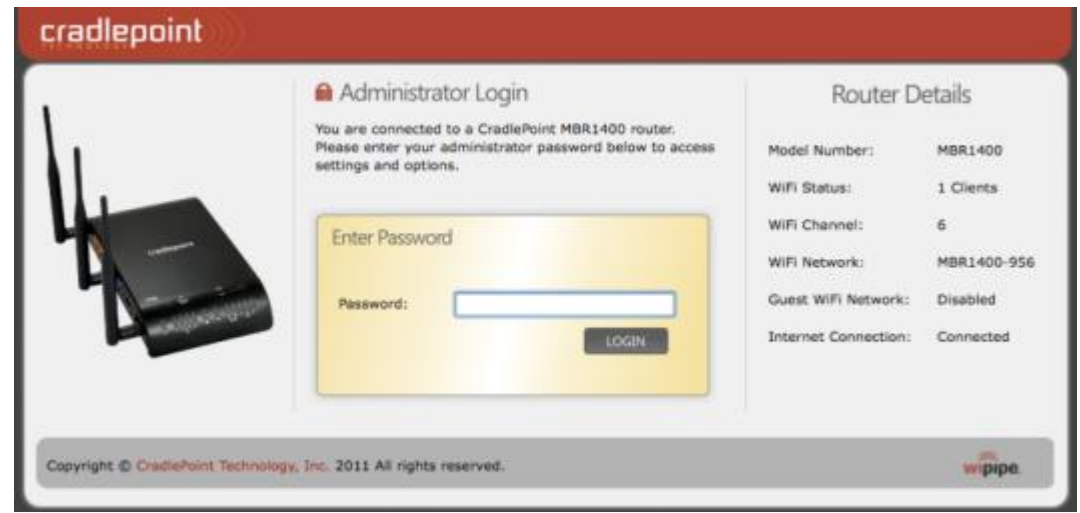 cradlepoint
Administrator Login
You are connected to a CradlePoint MBR1400 router.
Please enter your administrator password below to access
settings and options.
Enter Password
Password:
LOGIN
Router Details
Model Number: MBR1400
WiFi Status: 1 Clients
WiFi Channel: 6
WiFi Network: MBR1400-956
Guest WiFi Network: Disabled
Internet Connection: Connected
cradlepoint
Copyright © CradlePoint Technology, Inc. 2011 All rights reserved.
wipipe